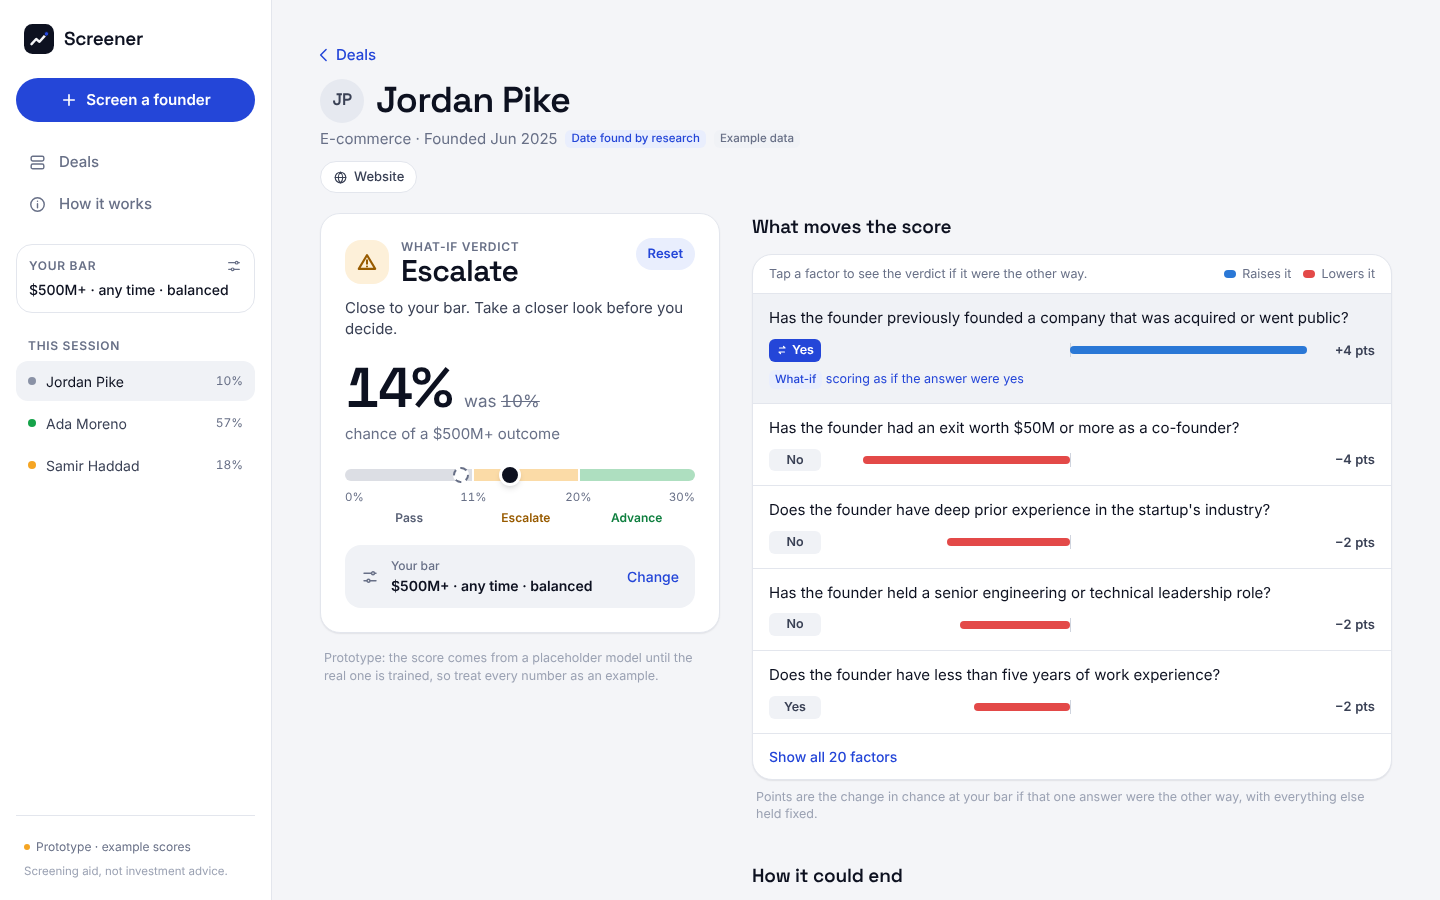 Screener
Screen a founder
Deals
How it works
YOUR BAR
$500M+ · any time · balanced
THIS SESSION
Jordan Pike 10%
Ada Moreno 57%
Samir Haddad 18%
Prototype · example scores
Screening aid, not investment advice.
Deals
JP Jordan Pike
E-commerce · Founded Jun 2025 Date found by research Example data
Website
WHAT-IF VERDICT
Escalate
Reset
Close to your bar. Take a closer look before you
decide.
14% was 10%
chance of a $500M+ outcome
0% 11% 20% 30%
Pass Escalate Advance
Your bar
$500M+ · any time · balanced
Change
Prototype: the score comes from a placeholder model until the
real one is trained, so treat every number as an example.
What moves the score
Tap a factor to see the verdict if it were the other way. Raises it Lowers it
Has the founder previously founded a company that was acquired or went public?
Yes +4 pts
What-if scoring as if the answer were yes
Has the founder had an exit worth $50M or more as a co-founder?
No −4 pts
Does the founder have deep prior experience in the startup's industry?
No −2 pts
Has the founder held a senior engineering or technical leadership role?
No −2 pts
Does the founder have less than five years of work experience?
Yes −2 pts
Show all 20 factors
Points are the change in chance at your bar if that one answer were the other way, with everything else
held fixed.
How it could end